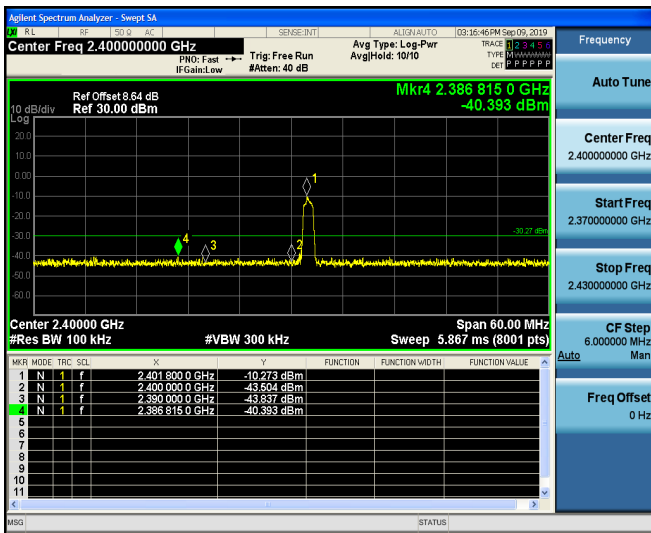 Agilent Spectrum Analyzer - Swept SA
LXI RL RF 50 Ω AC SENSE:INT ALIGN AUTO 03:16:46 PM Sep 09, 2019
Center Freq 2.400000000 GHz
PNO: Fast
IFGain:Low
Trig: Free Run
#Atten: 40 dB
Avg Type: Log-Pwr
Avg|Hold: 10/10
TRACE 1 2 3 4 5 6
TYPE M
DET P P P P P P
Ref Offset 8.64 dB
Ref 30.00 dBm
10 dB/div
Log
Mkr4 2.386 815 0 GHz
-40.393 dBm
20.0
10.0
0.00
-10.0
-20.0
-30.0
-40.0
-50.0
-60.0
1
2
3
4
-30.27 dBm
Center 2.40000 GHz Span 60.00 MHz
#Res BW 100 kHz #VBW 300 kHz Sweep 5.867 ms (8001 pts)
MKR MODE TRC SCL X Y FUNCTION FUNCTION WIDTH FUNCTION VALUE
1 N 1 f 2.401 800 0 GHz -10.273 dBm
2 N 1 f 2.400 000 0 GHz -43.504 dBm
3 N 1 f 2.390 000 0 GHz -43.837 dBm
4 N 1 f 2.386 815 0 GHz -40.393 dBm
5
6
7
8
9
10
11
MSG STATUS
Frequency
Auto Tune
Center Freq
2.400000000 GHz
Start Freq
2.370000000 GHz
Stop Freq
2.430000000 GHz
CF Step
6.000000 MHz
Auto Man
Freq Offset
0 Hz